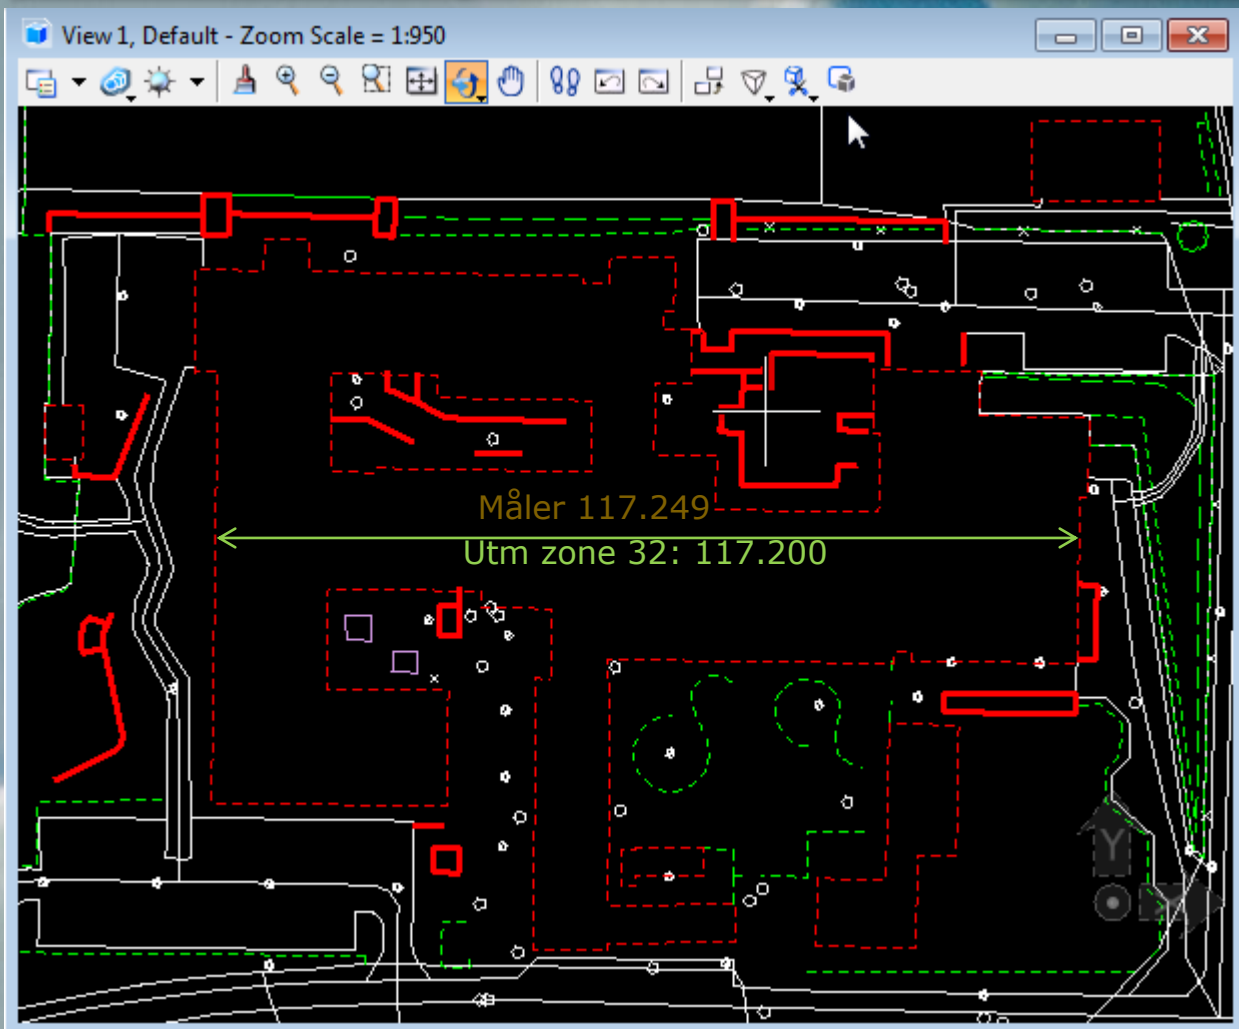 View 1, Default - Zoom Scale = 1:950
Måler 117.249
Utm zone 32: 117.200
Y
X